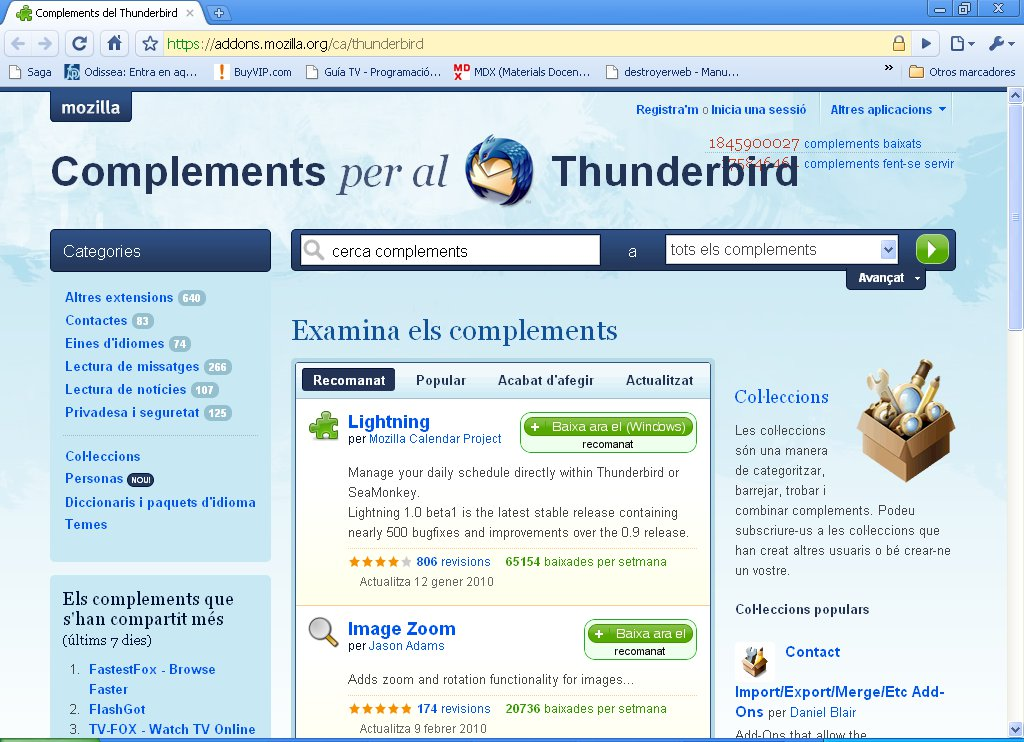 Complements del Thunderbird
https://addons.mozilla.org/ca/thunderbird
Saga
Odissea: Entra en aq...
BuyVIP.com
Guía TV - Programació...
MDX (Materials Docen...
destroyerweb - Manu...
»
Otros marcadores
mozilla
Registra'm o Inicia una sessió
Altres aplicacions
1845900027 complements baixats
complements fent-se servir
Complements per al Thunderbird
Categories
cerca complements
a
tots els complements
Avançat
Altres extensions 640
Contactes 83
Eines d'idiomes 74
Lectura de missatges 266
Lectura de notícies 107
Privadesa i seguretat 125
Col·leccions
Personas NOU!
Diccionaris i paquets d'idioma
Temes
Els complements que
s'han compartit més
(últims 7 dies)
1. FastestFox - Browse
Faster
2. FlashGot
3. TV-FOX - Watch TV Online
Examina els complements
Recomanat
Popular
Acabat d'afegir
Actualitzat
Lightning
per Mozilla Calendar Project
+ Baixa ara el (Windows)
recomanat
Manage your daily schedule directly within Thunderbird or
SeaMonkey.
Lightning 1.0 beta1 is the latest stable release containing
nearly 500 bugfixes and improvements over the 0.9 release.
806 revisions 65154 baixades per setmana
Actualitza 12 gener 2010
Image Zoom
per Jason Adams
+ Baixa ara el
recomanat
Adds zoom and rotation functionality for images...
174 revisions 20736 baixades per setmana
Actualitza 9 febrer 2010
Col·leccions
Les col·leccions
són una manera
de categoritzar,
barrejar, trobar i
combinar complements. Podeu
subscriure-us a les col·leccions que
han creat altres usuaris o bé crear-ne
un vostre.
Col·leccions populars
Contact
Import/Export/Merge/Etc Add-
Ons per Daniel Blair
Add-Ons that allow the